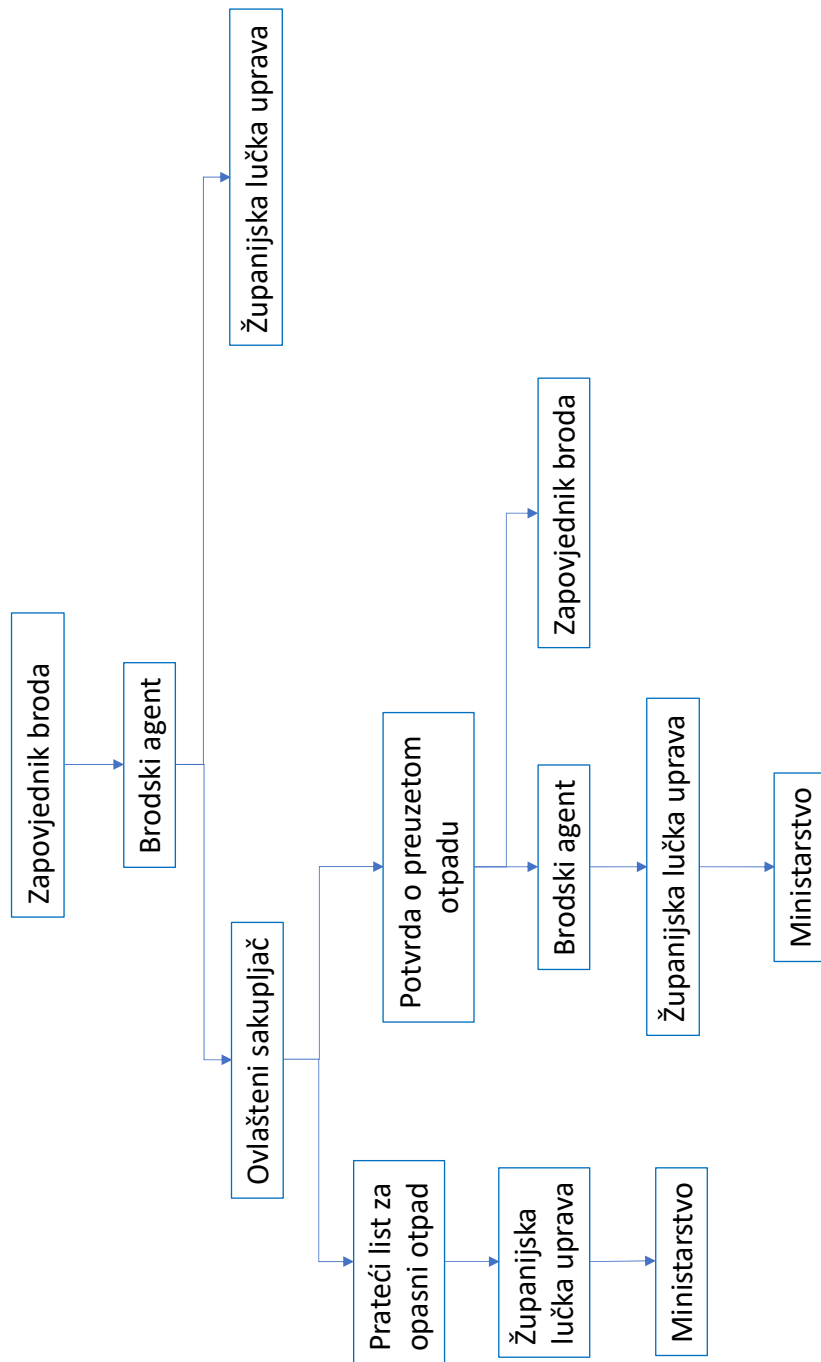 Zapovjednik broda
Brodski agent
Ovlašteni sakupljač
Županijska lučka uprava
Prateći list za
opasni otpad
Potvrda o preuzetom
otpadu
Županijska
lučka uprava
Brodski agent
Zapovjednik broda
Ministarstvo
Županijska lučka uprava
Ministarstvo